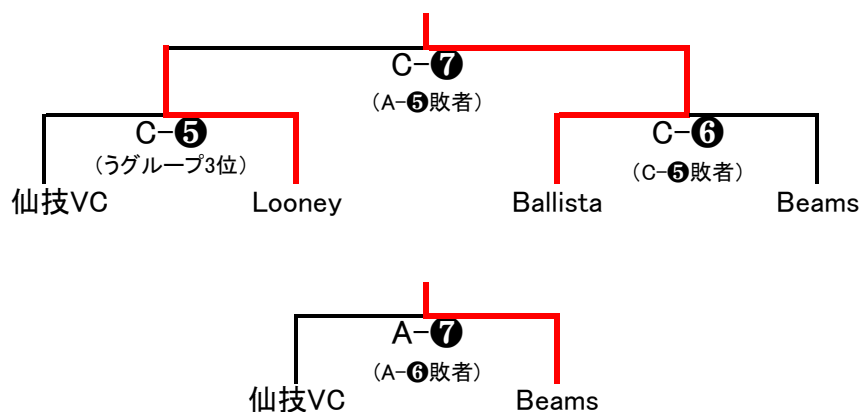 C-❼
(A-❺敗者)
C-❺
(うグループ3位)
C-❻
(C-❺敗者)
仙技VC
Looney
Ballista
Beams
A-❼
(A-❻敗者)
仙技VC
Beams